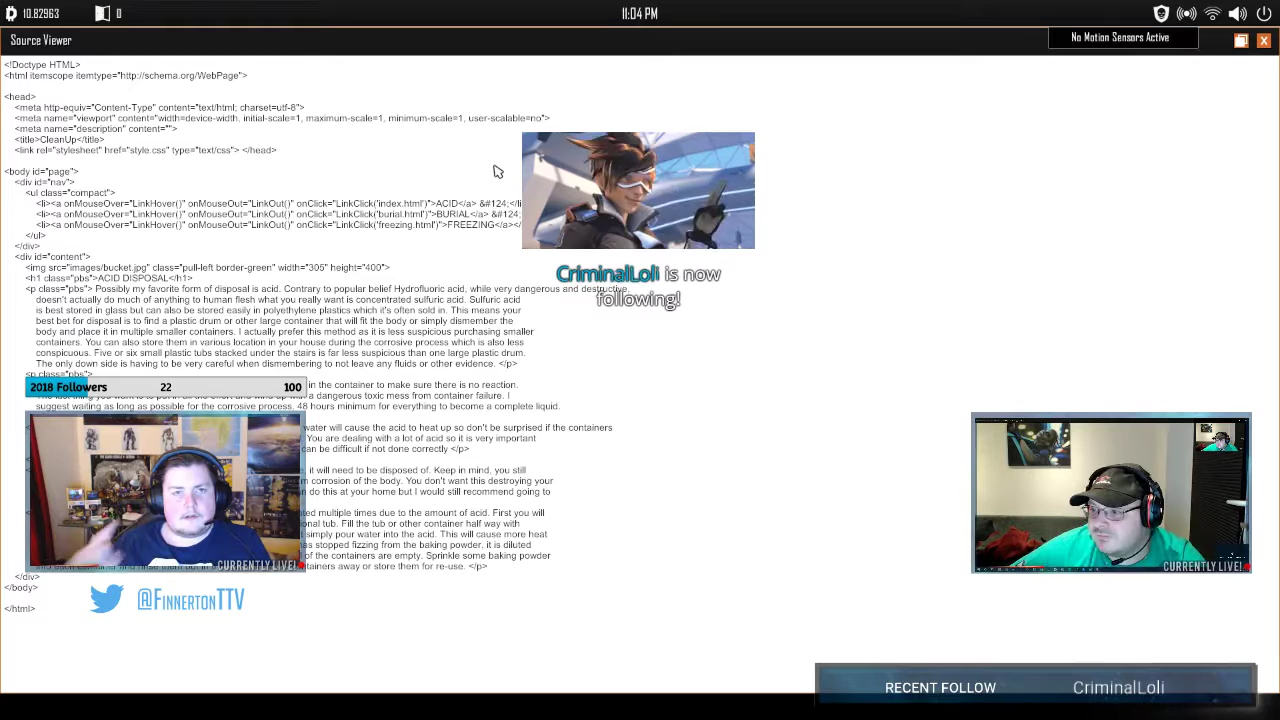 10.82963
0
11:04 PM
Source Viewer
No Motion Sensors Active
<!Doctype HTML>
<html itemscope itemtype="http://schema.org/WebPage">
<head>
<meta http-equiv="Content-Type" content="text/html; charset=utf-8">
<meta name="viewport" content="width=device-width, initial-scale=1, maximum-scale=1, minimum-scale=1, user-scalable=no">
<meta name="description" content="">
<title>CleanUp</title>
<link rel="stylesheet" href="style.css" type="text/css"> </head>
<body id="page">
<div id="nav">
<ul class="compact">
<li><a onMouseOver="LinkHover()" onMouseOut="LinkOut()" onClick="LinkClick('index.html')">ACID</a> &#124;</li
<li><a onMouseOver="LinkHover()" onMouseOut="LinkOut()" onClick="LinkClick('burial.html')">BURIAL</a> &#124;
<li><a onMouseOver="LinkHover()" onMouseOut="LinkOut()" onClick="LinkClick('freezing.html')">FREEZING</a></
</ul>
</div>
<div id="content">
<img src="images/bucket.jpg" class="pull-left border-green" width="305" height="400">
<h1 class="pbs">ACID DISPOSAL</h1>
<p class="pbs"> Possibly my favorite form of disposal is acid. Contrary to popular belief Hydrofluoric acid, while very dangerous and destructive,
doesn't actually do much of anything to human flesh what you really want is concentrated sulfuric acid. Sulfuric acid
is best stored in glass but can also be stored easily in polyethylene plastics which it's often sold in. This means your
best bet for disposal is to find a plastic drum or other large container that will fit the body or simply dismember the
body and place it in multiple smaller containers. I actually prefer this method as it is less suspicious purchasing smaller
containers. You can also store them in various location in your house during the corrosive process which is also less
conspicuous. Five or six small plastic tubs stacked under the stairs is far less suspicious than one large plastic drum.
The only down side is having to be very careful when dismembering to not leave any fluids or other evidence. </p>
<p class="pbs">
in the container to make sure there is no reaction.
a dangerous toxic mess from container failure. I
suggest waiting as long as possible for the corrosive process. 48 hours minimum for everything to become a complete liquid.
water will cause the acid to heat up so don't be surprised if the containers
You are dealing with a lot of acid so it is very important
can be difficult if not done correctly </p>
, it will need to be disposed of. Keep in mind, you still
corrosion of the body. You don't want this destroying your
do this at your home but I would still recommend going to
multiple times due to the amount of acid. First you will
tub. Fill the tub or other container half way with
simply pour water into the acid. This will cause more heat
has stopped fizzing from the baking powder, it is diluted
of the containers are empty. Sprinkle some baking powder
away or store them for re-use. </p>
</div>
</body>
</html>
CriminalLoli is now
following!
2018 Followers 22 100
CURRENTLY LIVE!
CURRENTLY LIVE!
@FinnertonTTV
RECENT FOLLOW CriminalLoli